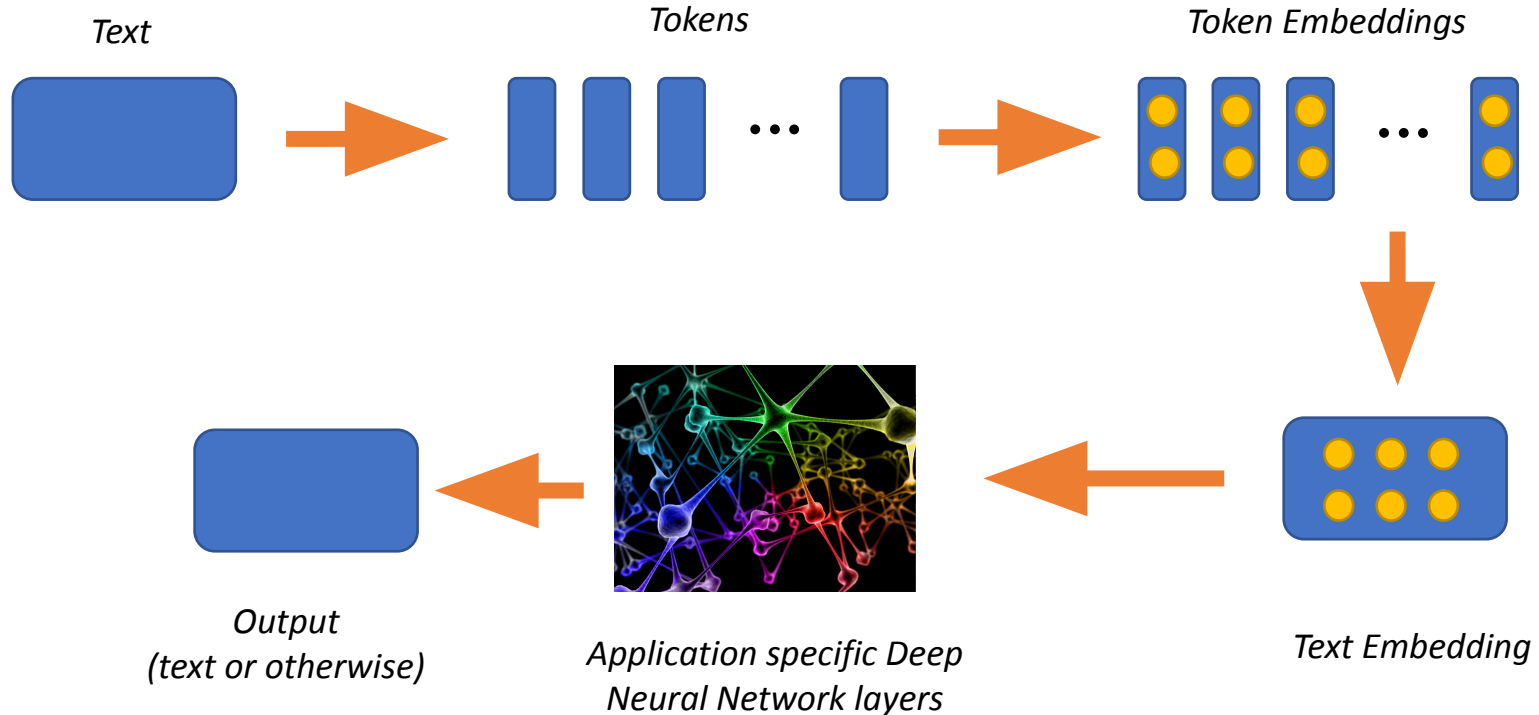 Text
Tokens
Token Embeddings
Text Embedding
Application specific Deep
Neural Network layers
Output
(text or otherwise)